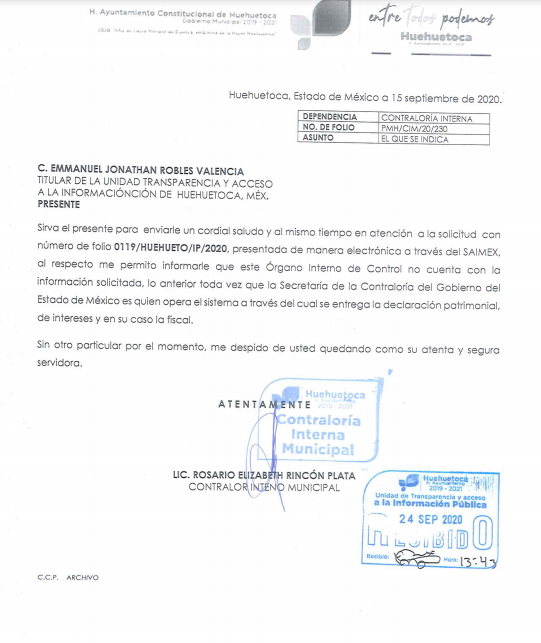 H. Ayuntamiento Constitucional de Huehuetoca
Gobierno Municipal 2019 - 2021
entre todos podemos
Huehuetoca
Huehuetoca, Estado de México a 15 septiembre de 2020.
DEPENDENCIA CONTRALORÍA INTERNA
NO. DE FOLIO PMH/CIM/20/230
ASUNTO EL QUE SE INDICA
C. EMMANUEL JONATHAN ROBLES VALENCIA
TITULAR DE LA UNIDAD TRANSPARENCIA Y ACCESO
A LA INFORMACIÓNCIÓN DE HUEHUETOCA, MÉX.
PRESENTE
Sirva el presente para enviarle un cordial saludo y al mismo tiempo en atención a la solicitud con
número de folio 0119/HUEHUETO/IP/2020, presentada de manera electrónica a través del SAIMEX,
al respecto me permito informarle que este Órgano Interno de Control no cuenta con la
información solicitada, lo anterior toda vez que la Secretaría de la Contraloría del Gobierno del
Estado de México es quien opera el sistema a través del cual se entrega la declaración patrimonial,
de intereses y en su caso la fiscal.
Sin otro particular por el momento, me despido de usted quedando como su atenta y segura
servidora.
Huehuetoca
2019 - 2021
ATENTAMENTE
Contraloría
Interna
Municipal
LIC. ROSARIO ELIZABETH RINCÓN PLATA
CONTRALOR INTENO MUNICIPAL
Huehuetoca
H. Ayuntamiento
2019 - 2021
Unidad de Transparencia y acceso
a la Información Pública
24 SEP 2020
RECIBIDO
Recibió: Hora: 13:43
C.C.P. ARCHIVO